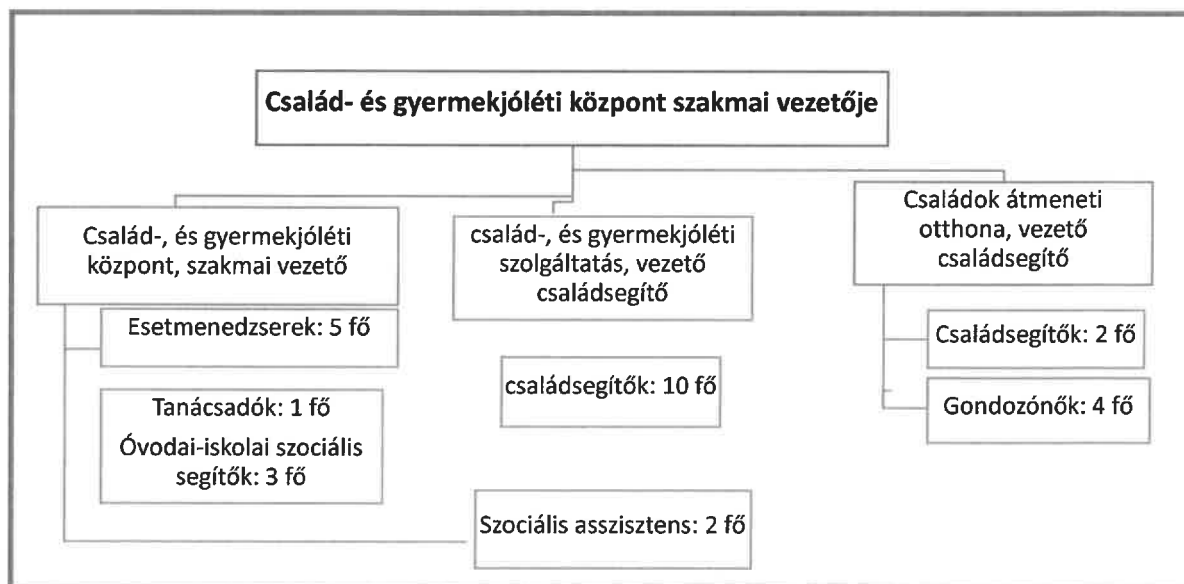 Család- és gyermekjóléti központ szakmai vezetője
Család-, és gyermekjóléti
központ, szakmai vezető
Esetmenedzserek: 5 fő
Tanácsadók: 1 fő
Óvodai-iskolai szociális
segítők: 3 fő
család-, és gyermekjóléti
szolgáltatás, vezető
családsegítő
családsegítők: 10 fő
Szociális asszisztens: 2 fő
Családok átmeneti
otthona, vezető
családsegítő
Családsegítők: 2 fő
Gondozónők: 4 fő